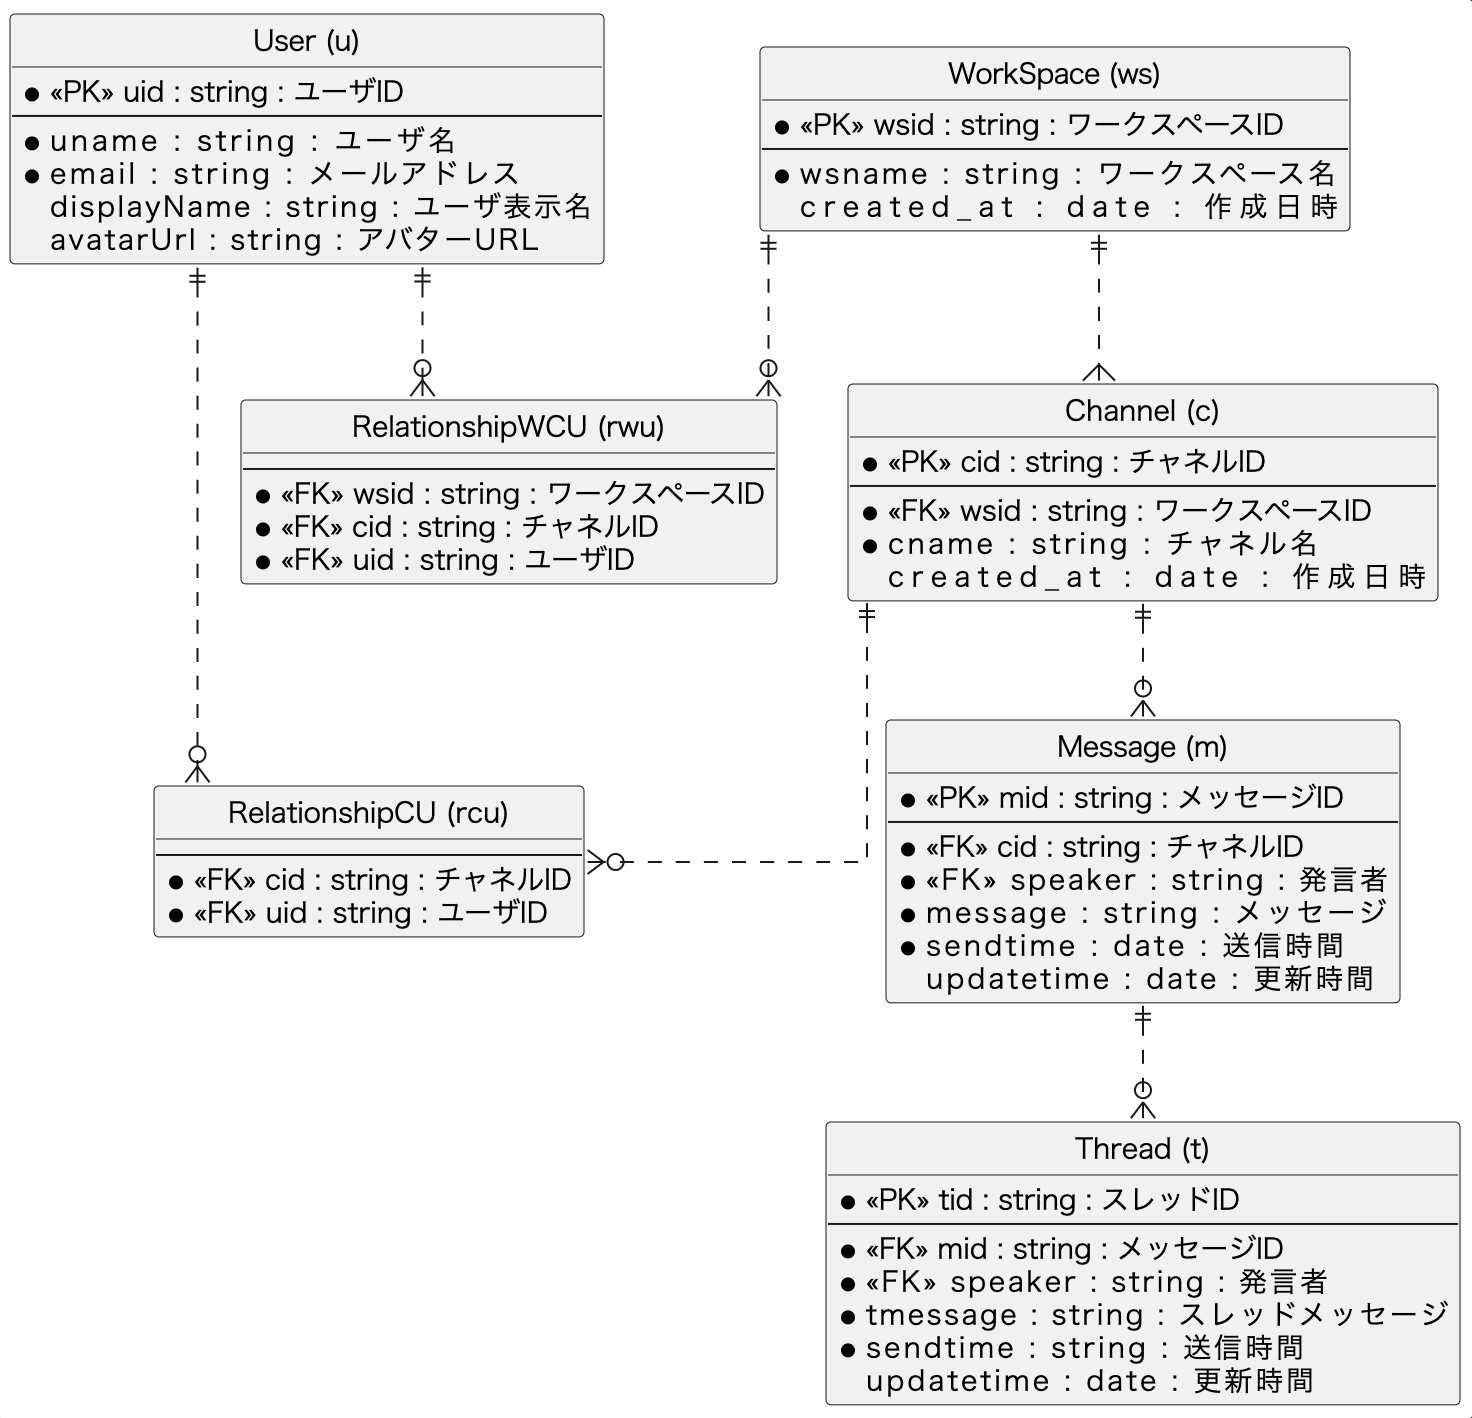 User (u)
«PK» uid : string : ユーザID
uname : string : ユーザ名
email : string : メールアドレス
displayName : string : ユーザ表示名
avatarUrl : string : アバターURL
WorkSpace (ws)
«PK» wsid : string : ワークスペースID
wsname : string : ワークスペース名
created_at : date : 作成日時
RelationshipWCU (rwu)
«FK» wsid : string : ワークスペースID
«FK» cid : string : チャネルID
«FK» uid : string : ユーザID
Channel (c)
«PK» cid : string : チャネルID
«FK» wsid : string : ワークスペースID
cname : string : チャネル名
created_at : date : 作成日時
RelationshipCU (rcu)
«FK» cid : string : チャネルID
«FK» uid : string : ユーザID
Message (m)
«PK» mid : string : メッセージID
«FK» cid : string : チャネルID
«FK» speaker : string : 発言者
message : string : メッセージ
sendtime : date : 送信時間
updatetime : date : 更新時間
Thread (t)
«PK» tid : string : スレッドID
«FK» mid : string : メッセージID
«FK» speaker : string : 発言者
tmessage : string : スレッドメッセージ
sendtime : string : 送信時間
updatetime : date : 更新時間